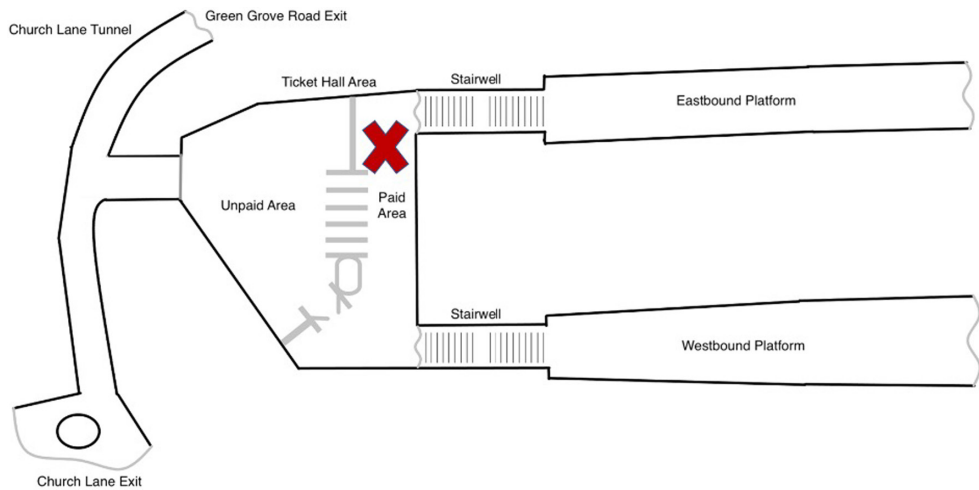 Green Grove Road Exit
Church Lane Tunnel
Ticket Hall Area
Stairwell
Eastbound Platform
Unpaid Area
Paid
Area
Stairwell
Westbound Platform
Church Lane Exit